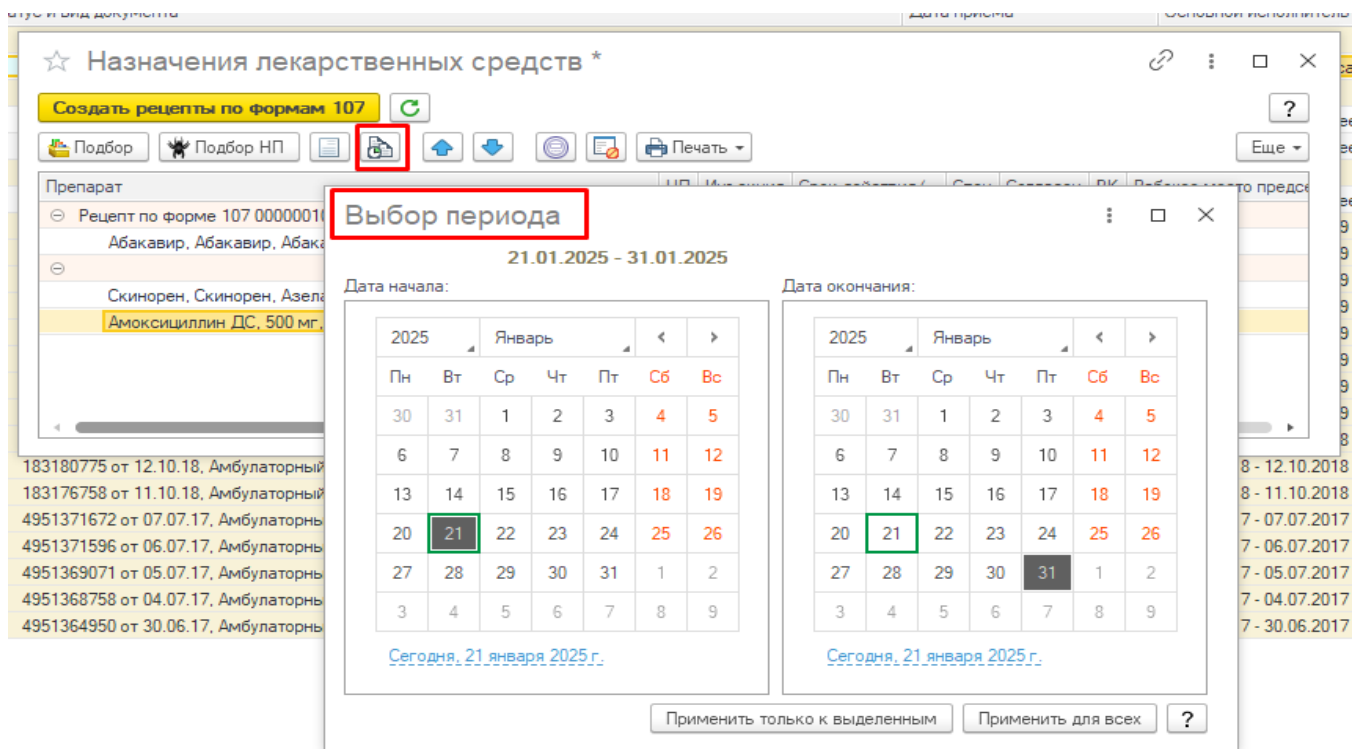 Дата приема
Назначения лекарственных средств *
Создать рецепты по формам 107 ?
Подбор Подбор НП Печать Еще
Препарат
Рецепт по форме 107 0000001
Абакавир, Абакавир, Абака
Скинорен, Скинорен, Азела
Амоксициллин ДС, 500 мг,
Выбор периода
21.01.2025 - 31.01.2025
Дата начала: Дата окончания:
2025 Январь < > 2025 Январь < >
Пн Вт Ср Чт Пт Сб Вс Пн Вт Ср Чт Пт Сб Вс
30 31 1 2 3 4 5 30 31 1 2 3 4 5
6 7 8 9 10 11 12 6 7 8 9 10 11 12
13 14 15 16 17 18 19 13 14 15 16 17 18 19
20 21 22 23 24 25 26 20 21 22 23 24 25 26
27 28 29 30 31 1 2 27 28 29 30 31 1 2
3 4 5 6 7 8 9 3 4 5 6 7 8 9
Сегодня, 21 января 2025 г. Сегодня, 21 января 2025 г.
Применить только к выделенным Применить для всех ?
183180775 от 12.10.18, Амбулаторный 8 - 12.10.2018
183176758 от 11.10.18, Амбулаторный 8 - 11.10.2018
4951371672 от 07.07.17, Амбулаторны 7 - 07.07.2017
4951371596 от 06.07.17, Амбулаторны 7 - 06.07.2017
4951369071 от 05.07.17, Амбулаторны 7 - 05.07.2017
4951368758 от 04.07.17, Амбулаторны 7 - 04.07.2017
4951364950 от 30.06.17, Амбулаторны 7 - 30.06.2017